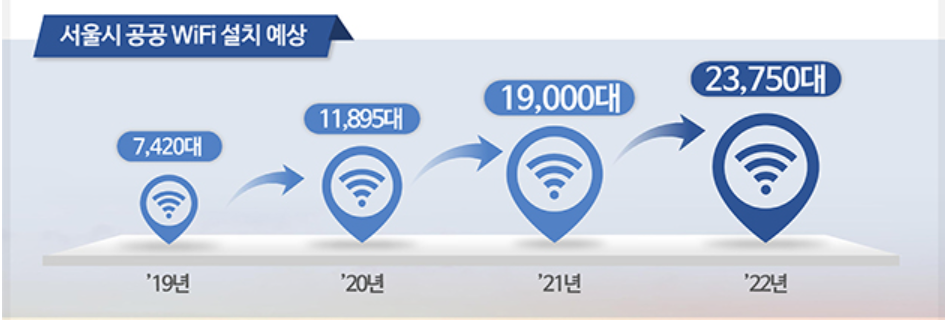 서울시 공공 WiFi 설치 예상
7,420대
11,895대
19,000대
23,750대
’19년
’20년
’21년
’22년